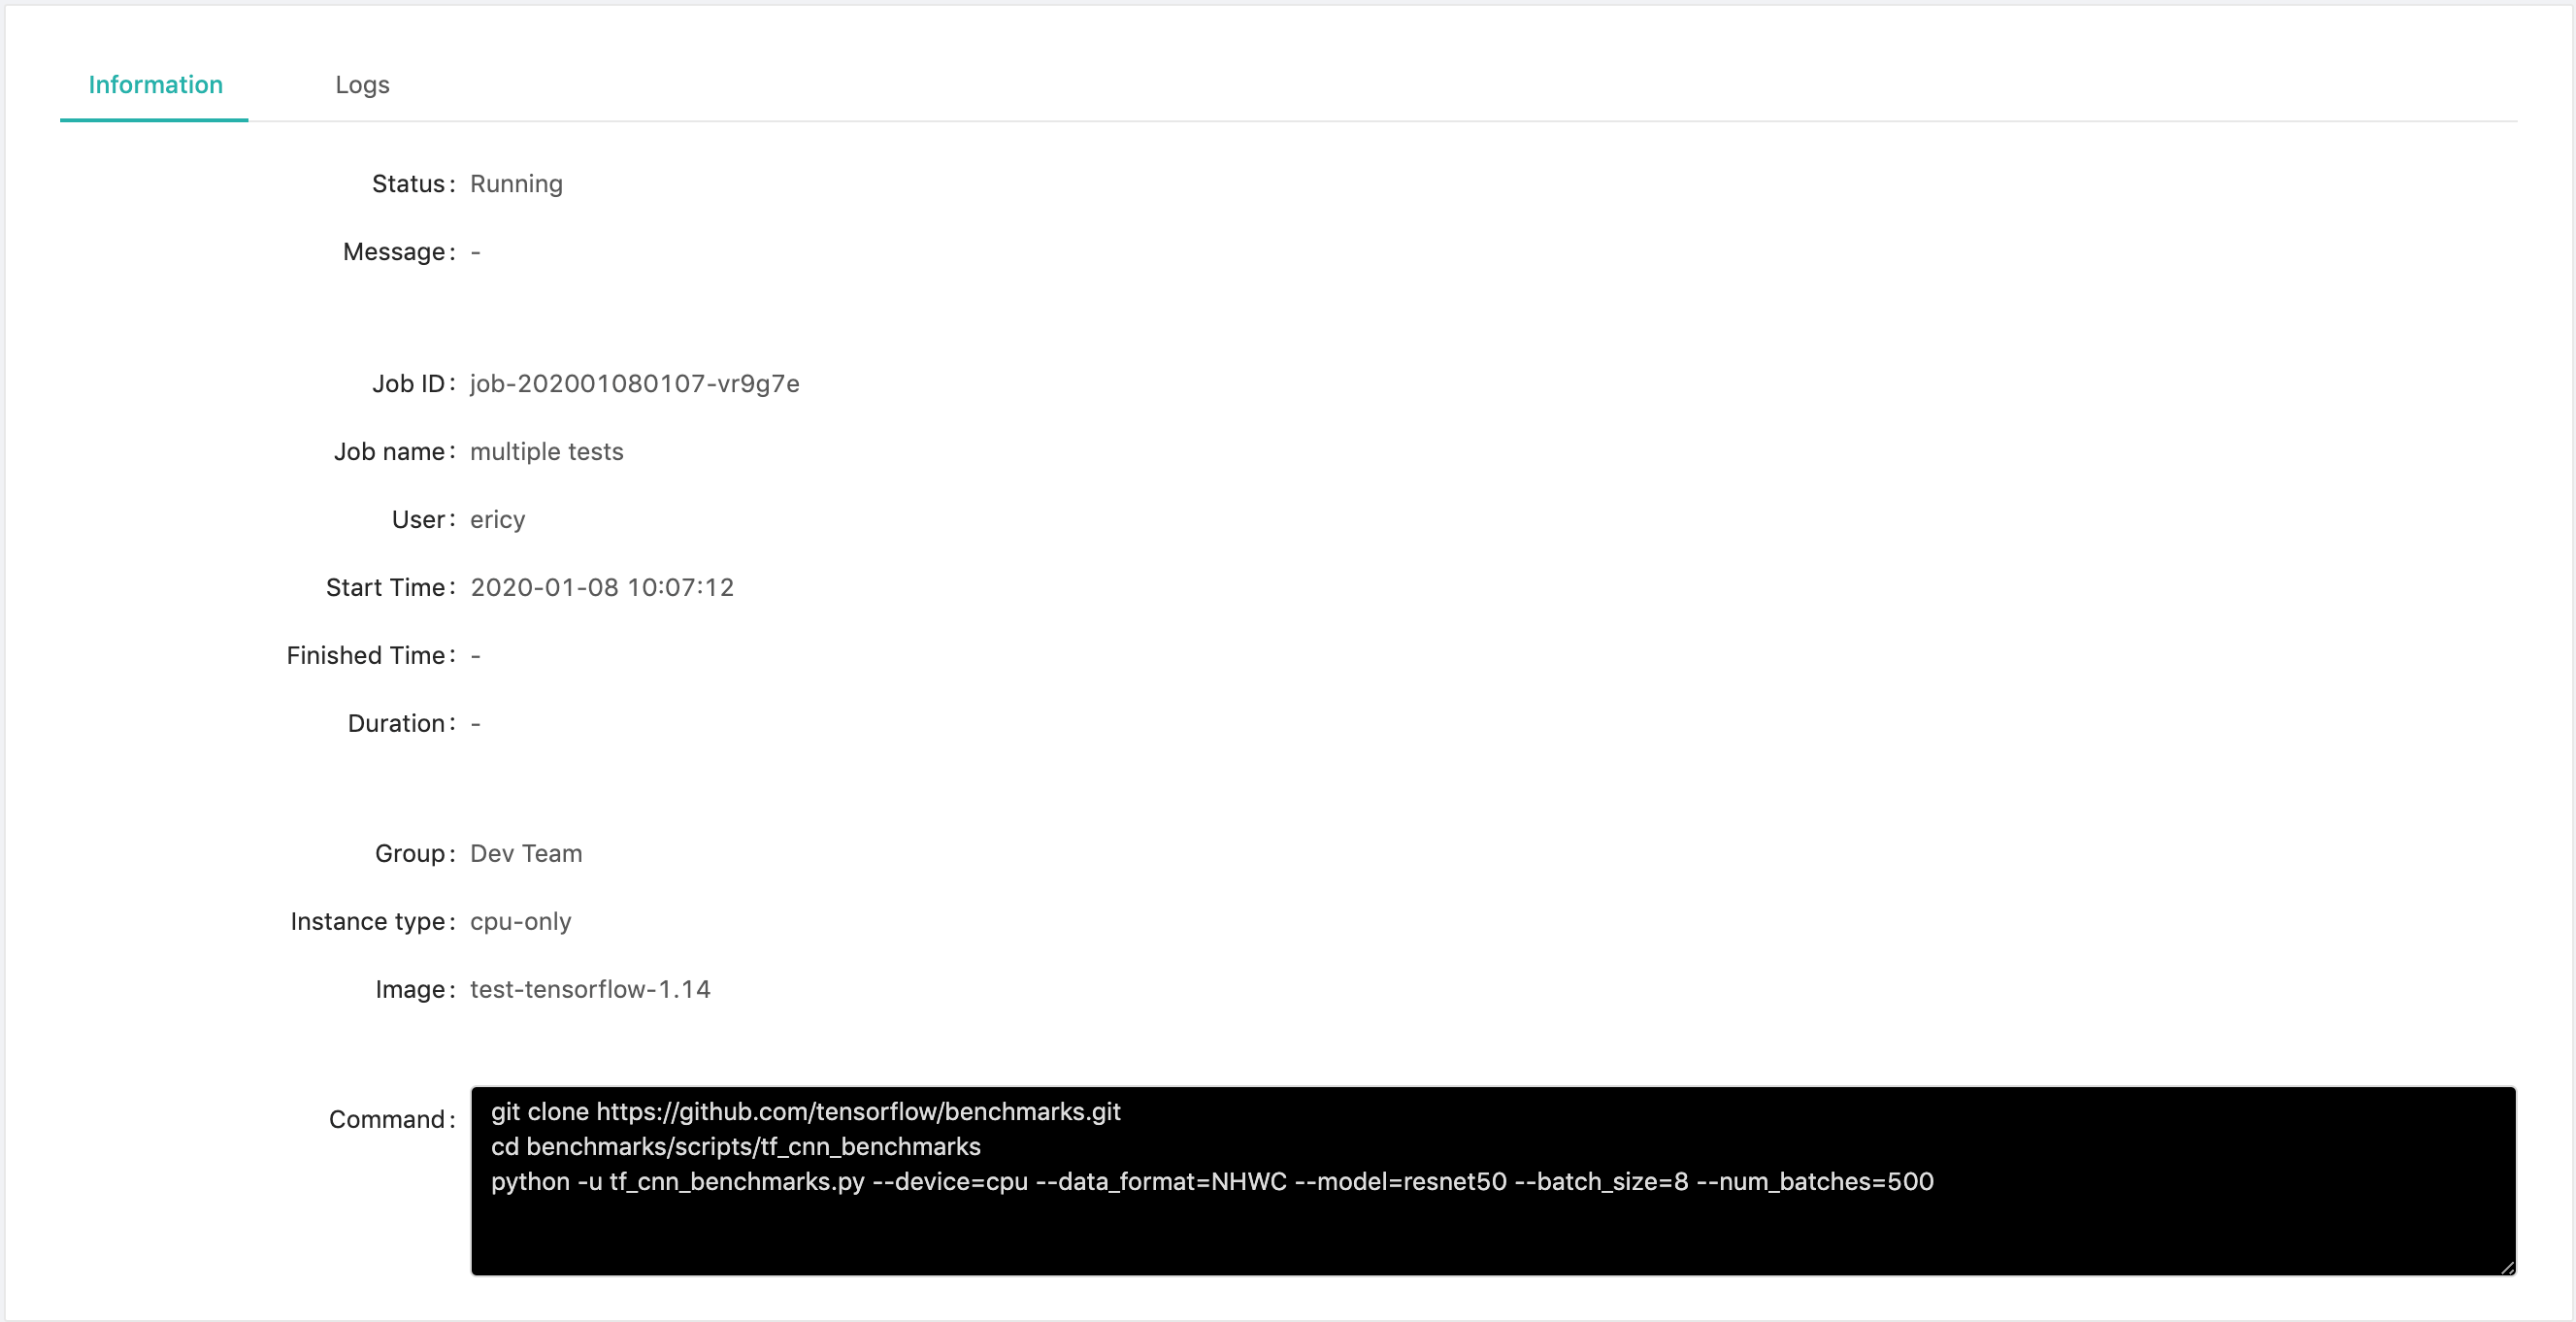 Information Logs
Status: Running
Message: -
Job ID: job-202001080107-vr9g7e
Job name: multiple tests
User: ericy
Start Time: 2020-01-08 10:07:12
Finished Time: -
Duration: -
Group: Dev Team
Instance type: cpu-only
Image: test-tensorflow-1.14
Command: git clone https://github.com/tensorflow/benchmarks.git
cd benchmarks/scripts/tf_cnn_benchmarks
python -u tf_cnn_benchmarks.py --device=cpu --data_format=NHWC --model=resnet50 --batch_size=8 --num_batches=500